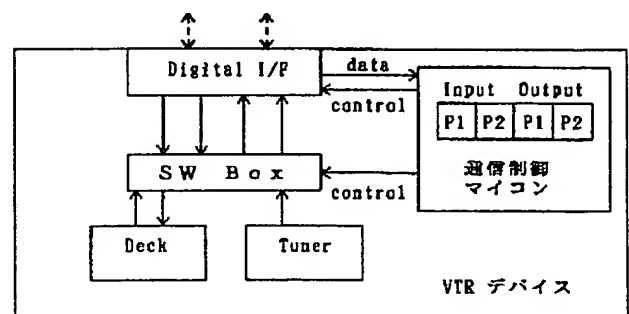 Digital I/F
data
control
Input Output
P1 P2 P1 P2
通信制御
マイコン
SW Box
control
Deck
Tuner
VTR デバイス